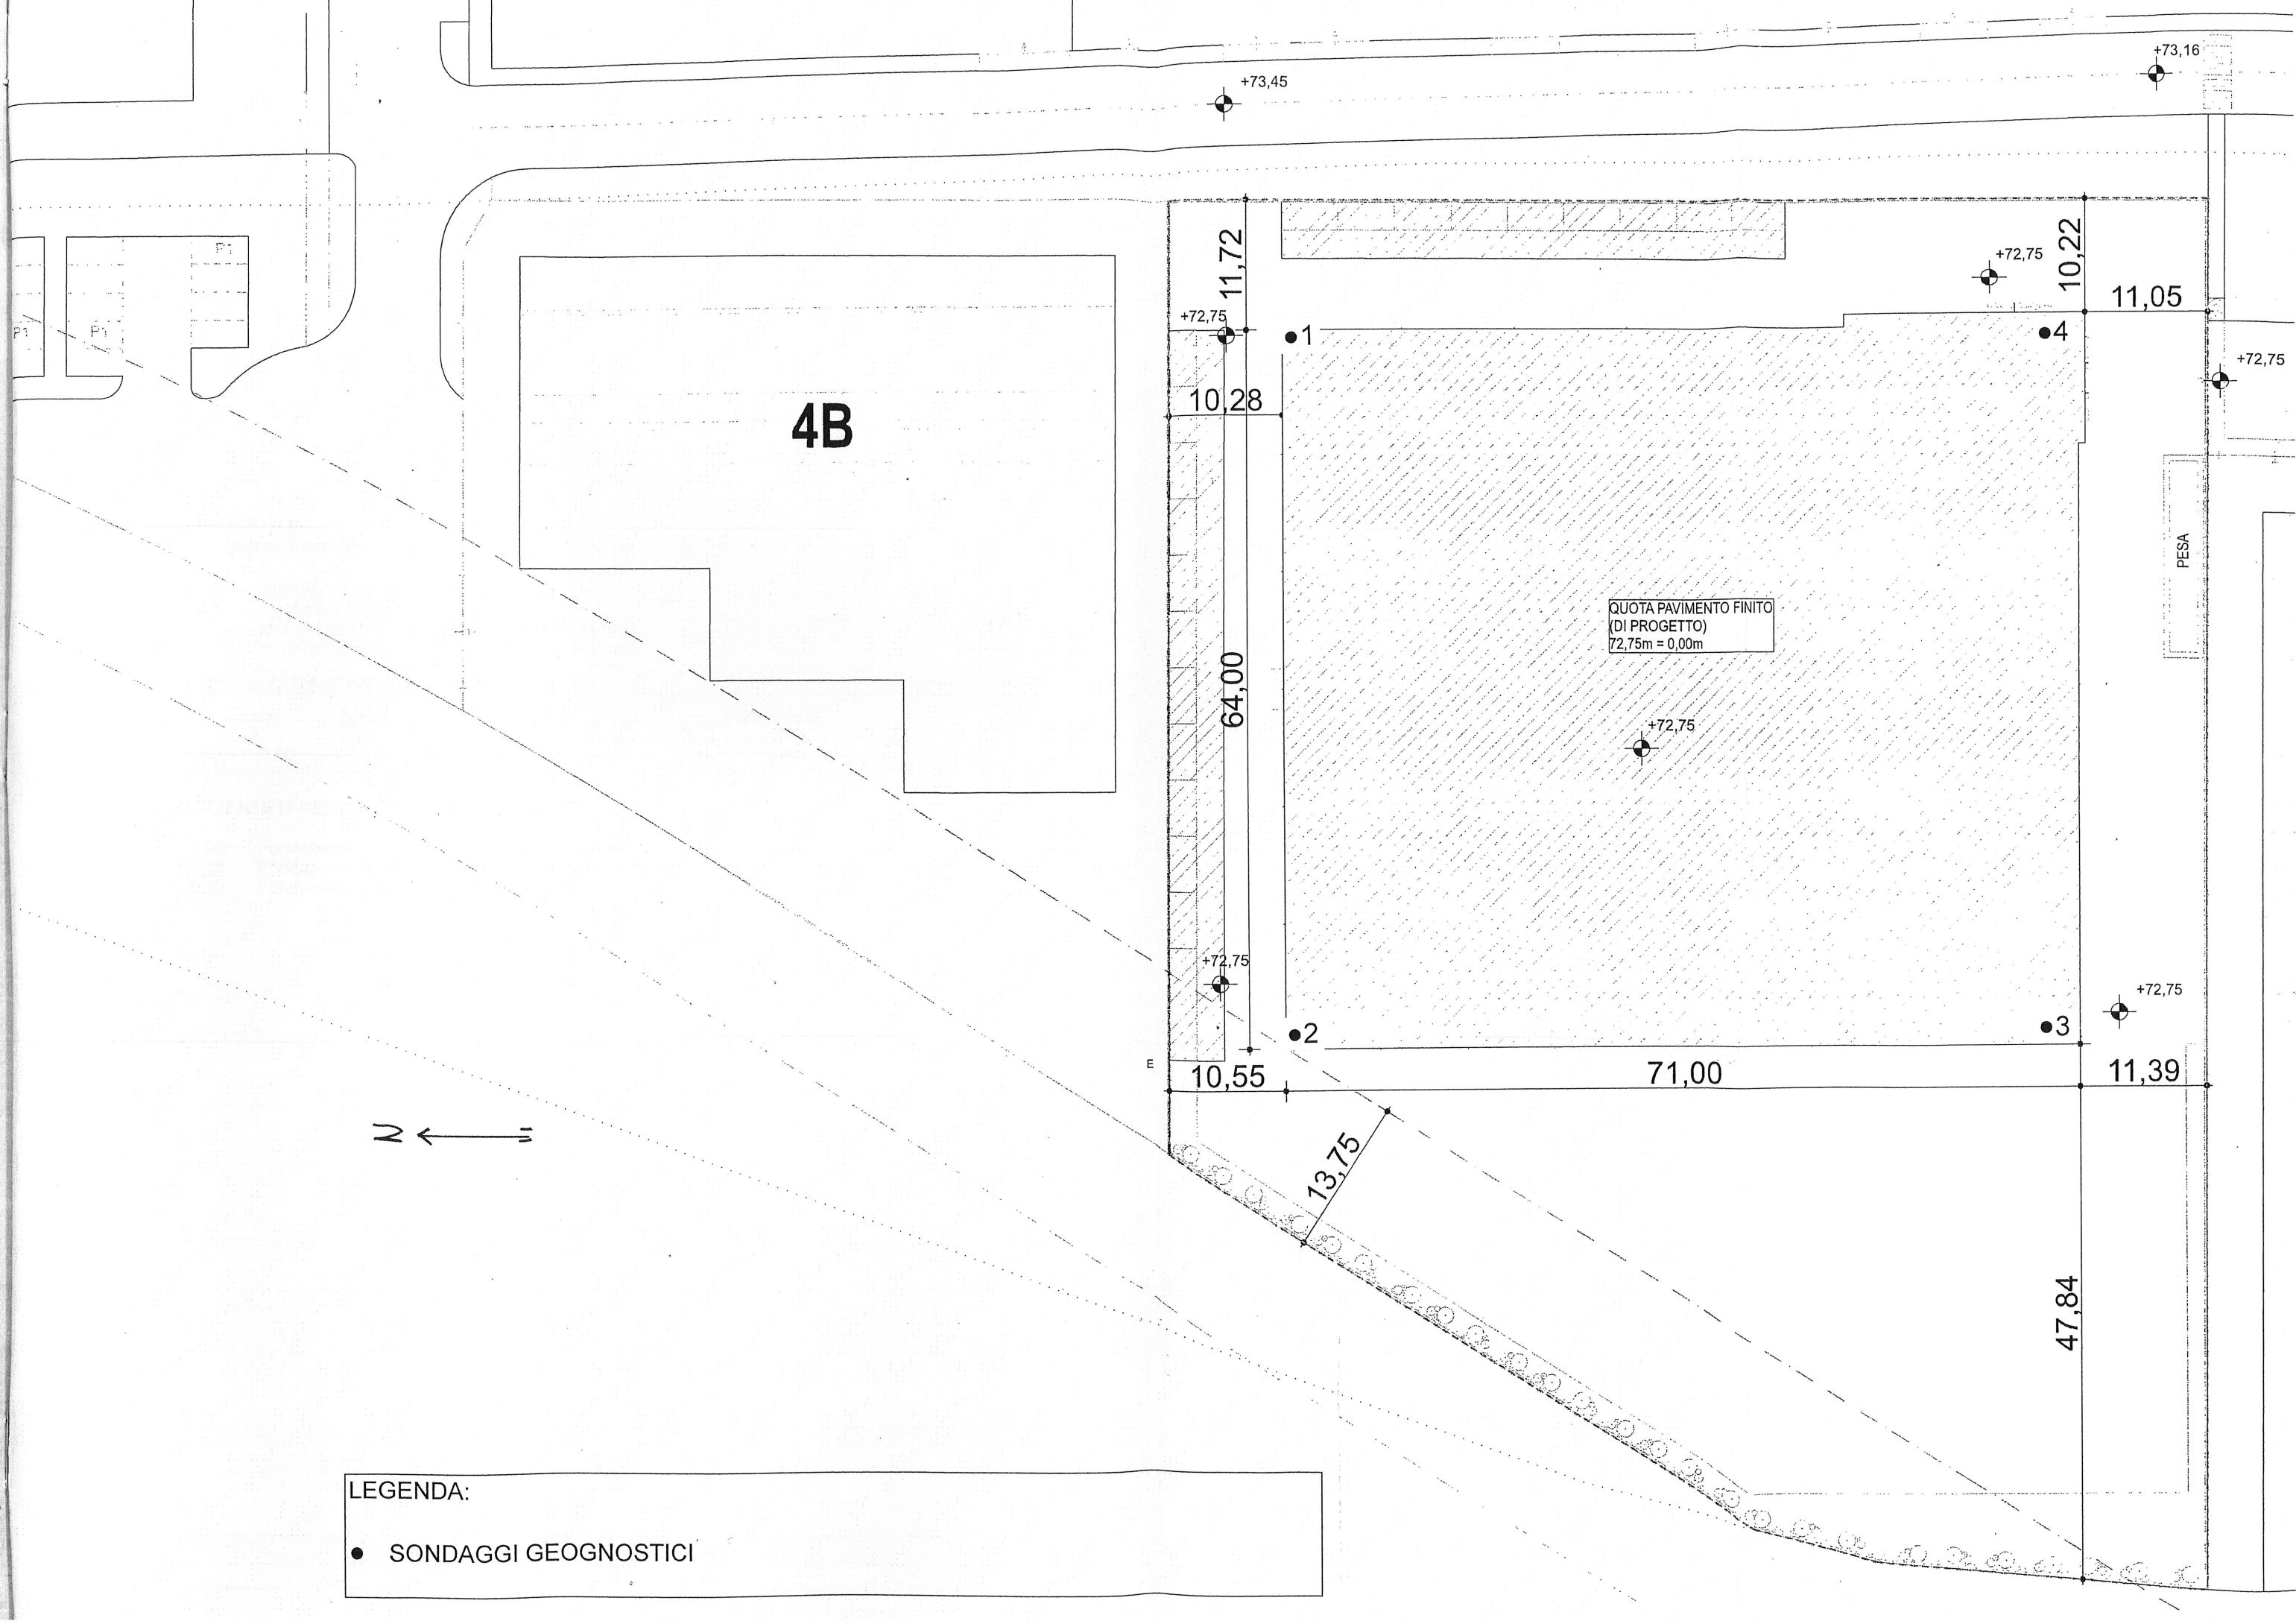 +73,16
+73,45
11,72
10,22
P1
+72,75
11,05
+72,75
P1
P1
1
4
+72,75
10,28
4B
PESA
QUOTA PAVIMENTO FINITO
(DI PROGETTO)
72,75m = 0,00m
64,00
+72,75
+72,75
+72,75
2
3
E
10,55
71,00
11,39
N
13,75
47,84
LEGENDA:
● SONDAGGI GEOGNOSTICI